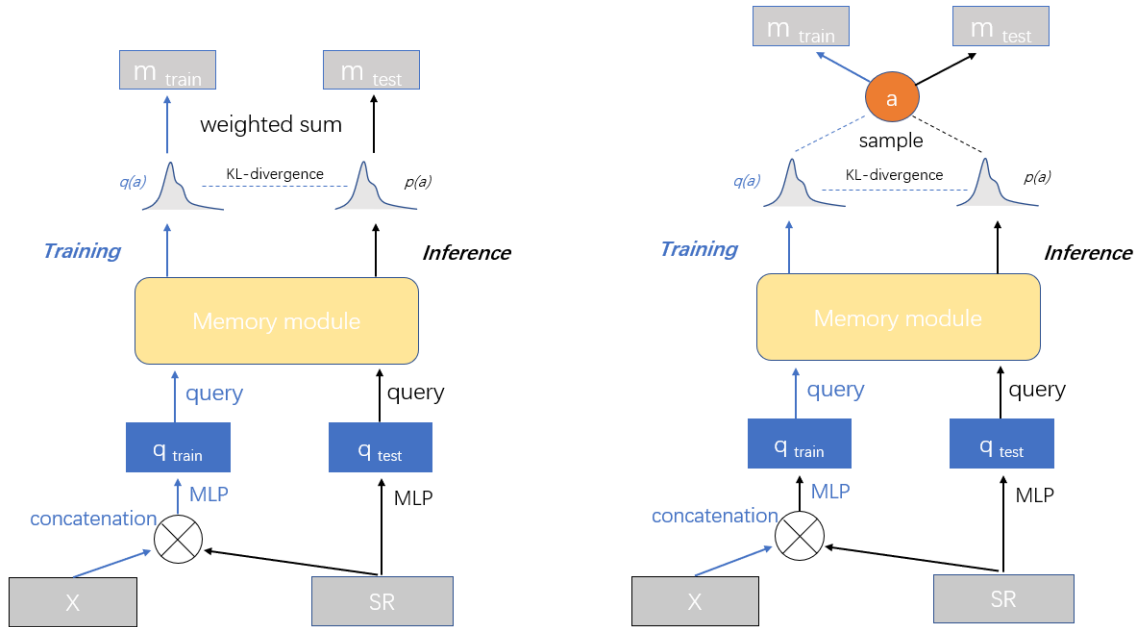 m train
m test
weighted sum
q(a)
KL-divergence
p(a)
Training
Inference
Memory module
query
query
q train
q test
MLP
MLP
concatenation
X
SR
m train
m test
a
sample
q(a)
KL-divergence
p(a)
Training
Inference
Memory module
query
query
q train
q test
MLP
MLP
concatenation
X
SR